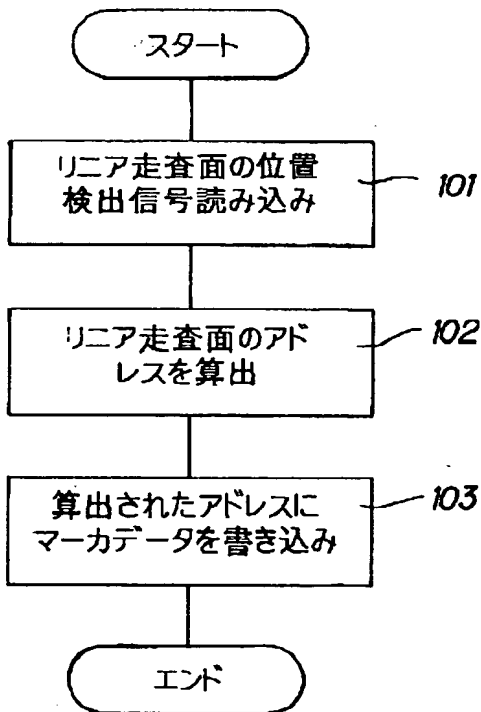 スタート
リニア走査面の位置
検出信号読み込み
101
リニア走査面のアド
レスを算出
102
算出されたアドレスに
マーカデータを書き込み
103
エンド